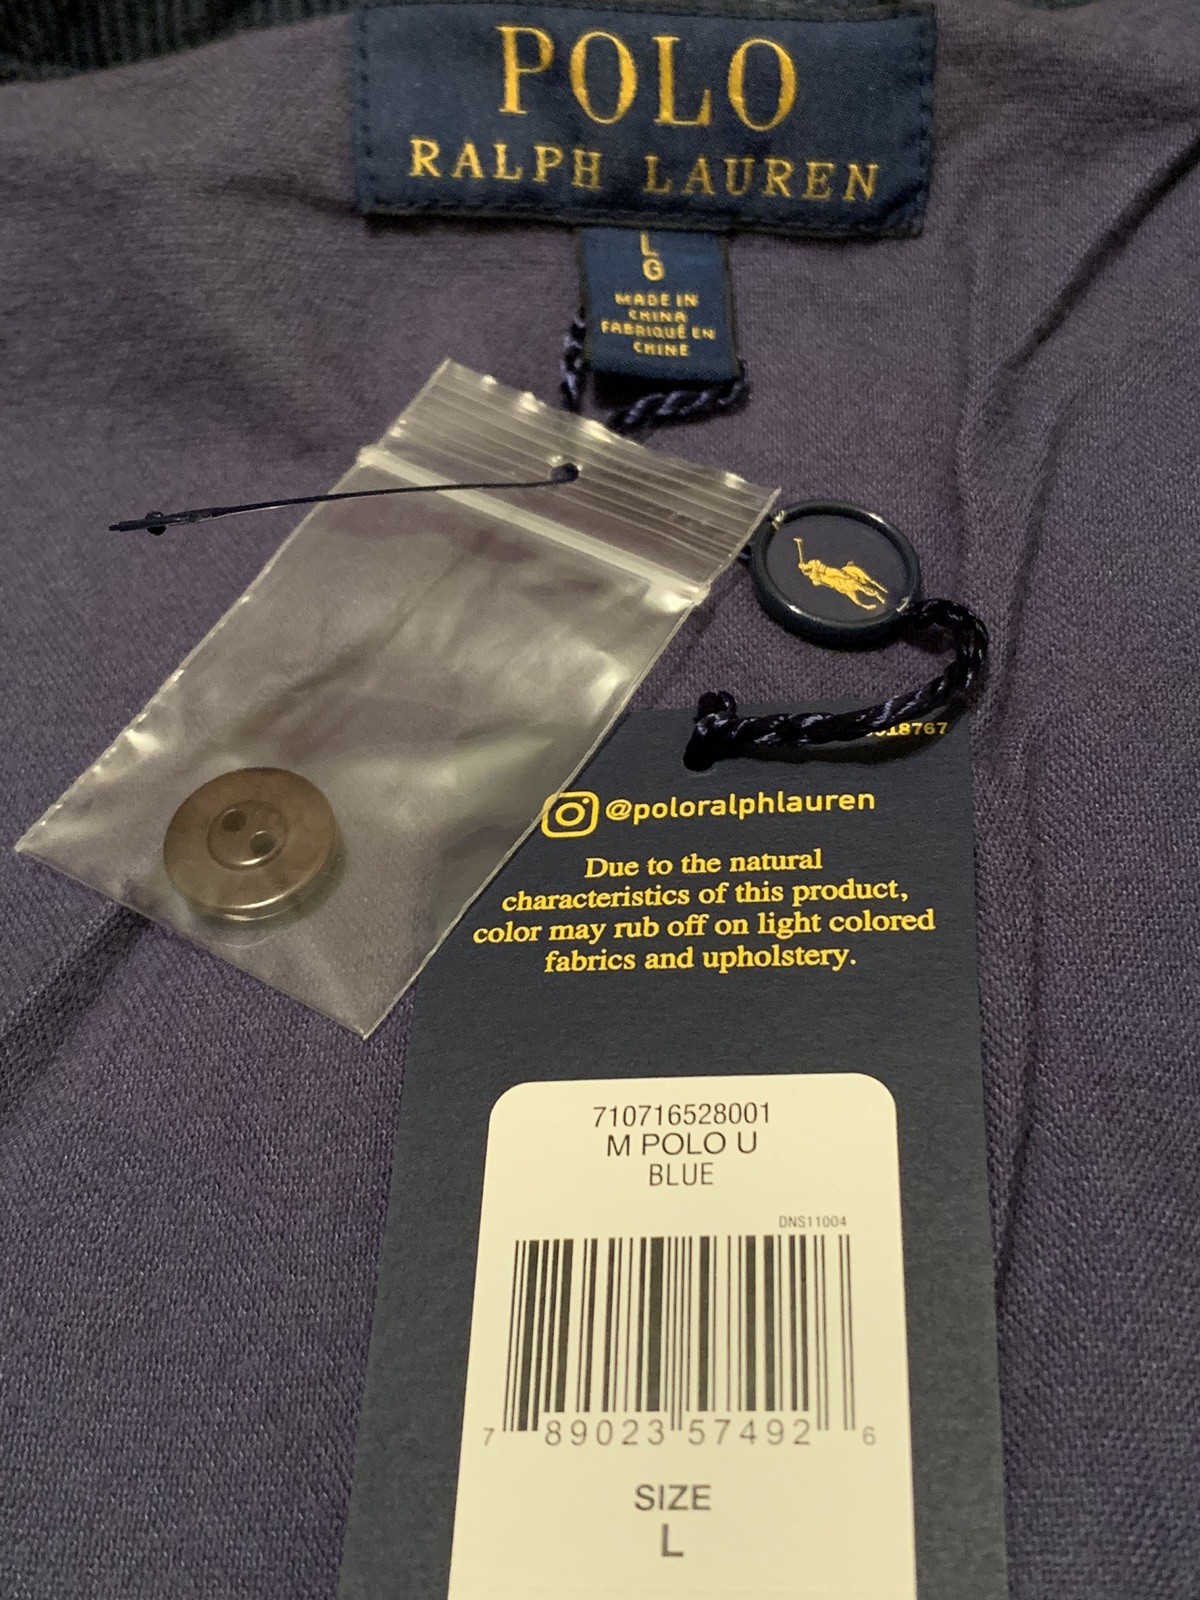 POLO
RALPH LAUREN
L
G
MADE IN
CHINA
FABRIQUÉ EN
CHINE
18767
@poloralphlauren
Due to the natural
characteristics of this product,
color may rub off on light colored
fabrics and upholstery.
710716528001
M POLO U
BLUE
DNS11004
7 89023 57492 6
SIZE
L